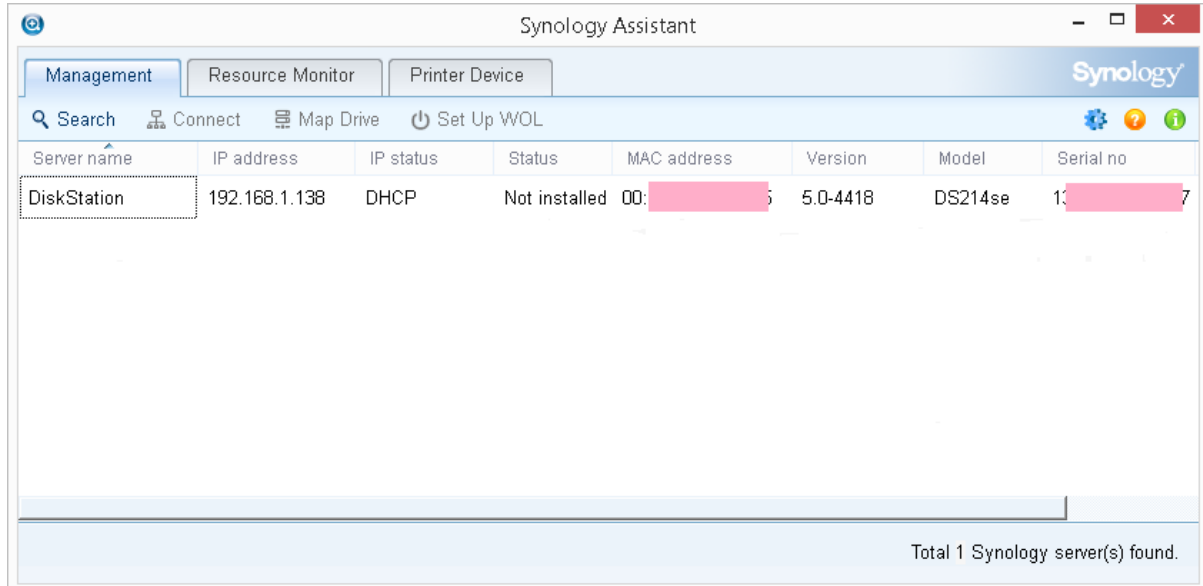 Synology Assistant
Management Resource Monitor Printer Device Synology
Search Connect Map Drive Set Up WOL
Server name IP address IP status Status MAC address Version Model Serial no
DiskStation 192.168.1.138 DHCP Not installed 00: 5.0-4418 DS214se 7
Total 1 Synology server(s) found.